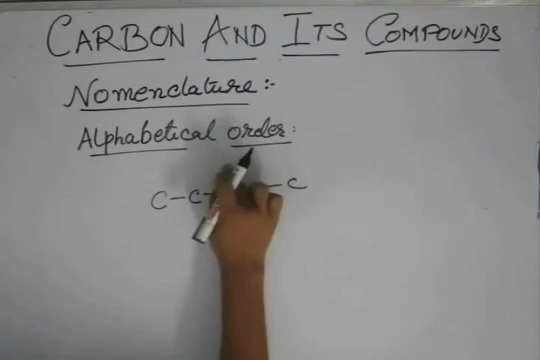 CARBON AND ITS COMPOUNDS
Nomenclature:-
Alphabetical order:
C-C- -C